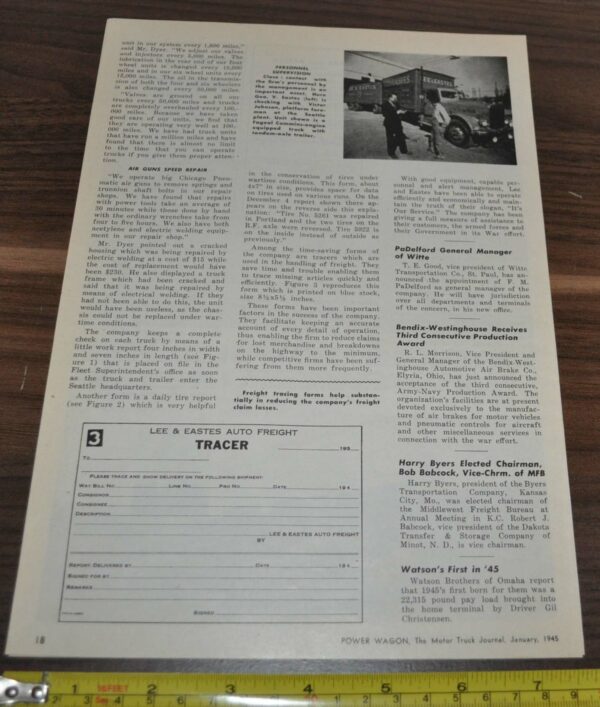 unit in our system every 1,000 miles,"
said Mr. Dyer. "We adjust our valves
and injectors every 3,000 miles. The
lubrication in the rear end of our four
wheel units is changed every 10,000
miles and in our six wheel units every
12,000 miles. The oil in the transmis-
sion of both the four and six wheelers
is also changed every 50,000 miles.
"Valves are ground on all our
trucks every 50,000 miles and trucks
are completely overhauled every 100,-
000 miles. Because we have taken
good care of our units, we find that
they are operating very well at 100,
000 miles. We have had truck units
that have run a million miles and have
found that there is almost no limit
to the time that you can operate
trucks if you give them proper atten-
tion.
AIR GUNS SPEED REPAIR
"We operate big Chicago Pneu-
matic air guns to remove springs and
trunnion shaft bolts in our repair
shops. We have found that repairs
with power tools take an average of
30 minutes while those done by hand
with the ordinary wrenches take from
four to five hours. We also have both
acetylene and electric welding equip-
ment in our repair shop."
Mr. Dyer pointed out a cracked
housing which was being repaired by
electric welding at a cost of $15 while
the cost of replacement would have
been $230. He also displayed a truck
frame which had been cracked and
said that it was being repaired by
means of electrical welding. If they
had not been able to do this, the unit
would have been useless, as the chas-
sis could not be replaced under war-
time conditions.
The company keeps a complete
check on each truck by means of a
little work report four inches in width
and seven inches in length (see Fig-
ure 1) that is placed on file in the
Fleet Superintendent's office as soon
as the truck and trailer enter the
Seattle headquarters.
Another form is a daily tire report
(see Figure 2) which is very helpful
PERSONNEL
SUPERVISION
Close contact with
the firm's personnel by
the management is an
important asset. Here
Geo. V. Eastes (left) is
checking with Victor
Johnson, platform fore-
man at the Seattle
plant. Unit shown is a
Fageol Cummins-engine
equipped truck with
tandem-axle trailer.
in the conservation of tires under
wartime conditions. This form, about
4x7" in size, provides space for data
on tires used on various runs. On the
December 4 report shown there ap-
pears on the reverse side this expla-
nation: "Tire No. 5261 was repaired
in Portland and the two tires on the
R.F. axle were reversed. Tire 5923 is
on the inside instead of outside as
previously."
Among the time-saving forms of
the company are tracers which are
used in the handling of freight. They
save time and trouble enabling them
to trace missing articles quickly and
efficiently. Figure 3 reproduces this
form which is printed on blue stock,
size 8½x5½ inches.
These forms have been important
factors in the success of the company.
They facilitate keeping an accurate
account of every detail of operation,
thus enabling the firm to reduce claims
for lost merchandise and breakdowns
on the highway to the minimum,
while competitive firms have been suf-
fering from them more frequently.
Freight tracing forms help substan-
tially in reducing the company's freight
claim losses.
3
LEE & EASTES AUTO FREIGHT
TRACER
195
To
Please trace and show delivery on the following shipment:
Way Bill No. Line No. Pro No. Date 194
Consignor
Consignee
Description
LEE & EASTES AUTO FREIGHT
BY
Report Delivered by Date 194
Signed for by
Remarks
Signed
With good equipment, capable per-
sonnel and alert management, Lee
and Eastes have been able to operate
efficiently and economically and main-
tain the truth of their slogan, "It's
Our Service." The company has been
giving a full measure of assistance to
their customers, the armed forces and
their Government in its War effort.
PaDelford General Manager
of Witte
T. E. Good, vice president of Witte
Transportation Co., St. Paul, has an-
nounced the appointment of F. M.
PaDelford as general manager of the
company. He will have jurisdiction
over all departments and terminals
of the concern, in his new office.
Bendix-Westinghouse Receives
Third Consecutive Production
Award
R. L. Morrison, Vice President and
General Manager of the Bendix-West-
inghouse Automotive Air Brake Co.,
Elyria, Ohio, has just announced the
acceptance of the third consecutive,
Army-Navy Production Award. The
organization's facilities are at present
devoted exclusively to the manufac-
ture of air brakes for motor vehicles
and pneumatic controls for aircraft
and other miscellaneous services in
connection with the war effort.
Harry Byers Elected Chairman,
Bob Babcock, Vice-Chrm. of MFB
Harry Byers, president of the Byers
Transportation Company, Kansas
City, Mo., was elected chairman of
the Middlewest Freight Bureau at
Annual Meeting in K.C. Robert J.
Babcock, vice president of the Dakota
Transfer & Storage Company of
Minot, N. D., is vice chairman.
Watson's First in '45
Watson Brothers of Omaha report
that 1945's first born for them was a
22,315 pound pay load brought into
the home terminal by Driver Gil
Christensen.
18
POWER WAGON, The Motor Truck Journal, January, 1945
1 2 3 4 5 6 7
16FEET